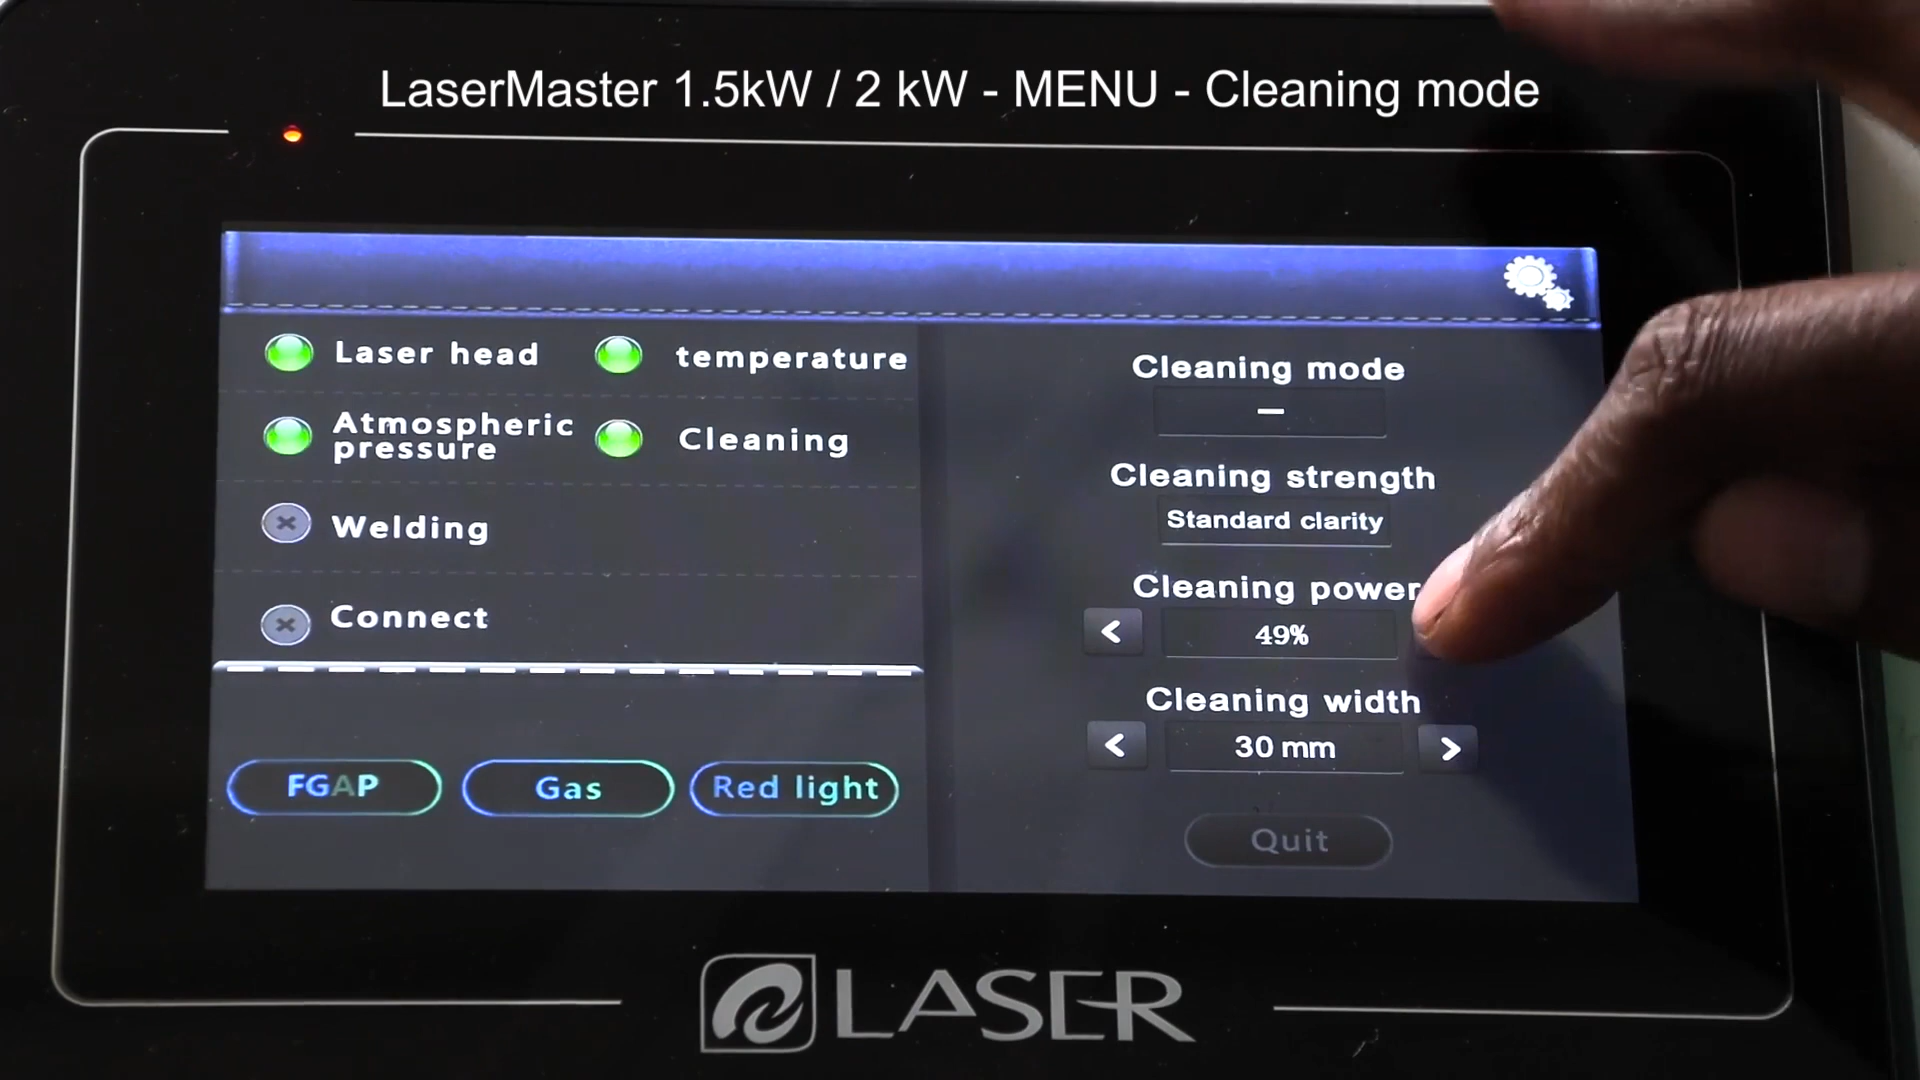 LaserMaster 1.5kW / 2 kW - MENU - Cleaning mode
Laser head
temperature
Atmospheric
pressure
Cleaning
Welding
Connect
FGAP
Gas
Red light
Cleaning mode
—
Cleaning strength
Standard clarity
Cleaning power
< 49%
Cleaning width
< 30 mm >
Quit
LASER